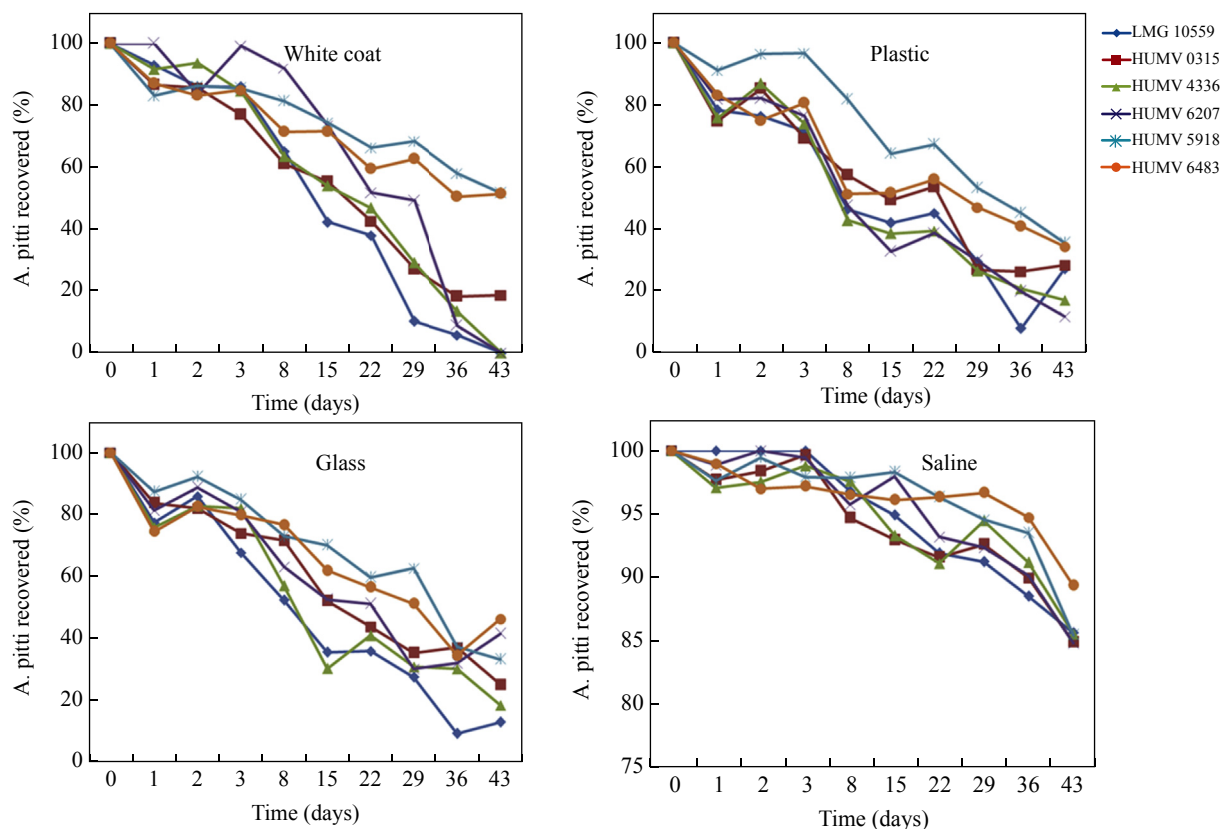 White coat
A. pitti recovered (%)
100
80
60
40
20
0
0 1 2 3 8 15 22 29 36 43
Time (days)
Plastic
A. pitti recovered (%)
100
80
60
40
20
0
0 1 2 3 8 15 22 29 36 43
Time (days)
LMG 10559
HUMV 0315
HUMV 4336
HUMV 6207
HUMV 5918
HUMV 6483
Glass
A. pitti recovered (%)
100
80
60
40
20
0
0 1 2 3 8 15 22 29 36 43
Time (days)
Saline
A. pitti recovered (%)
100
95
90
85
80
75
0 1 2 3 8 15 22 29 36 43
Time (days)